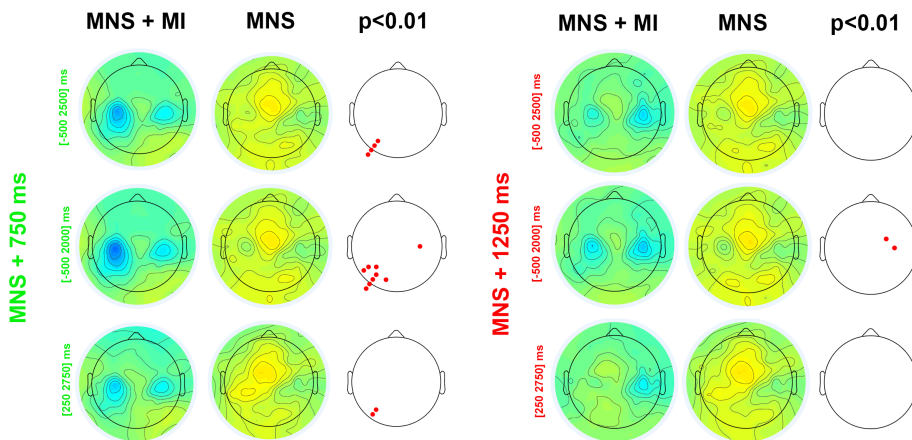 MNS + MI MNS p<0.01 MNS + MI MNS p<0.01
MNS + 750 ms
[-500 2500] ms
[-500 2000] ms
[250 2750] ms
MNS + 1250 ms
[-500 2500] ms
[-500 2000] ms
[250 2750] ms